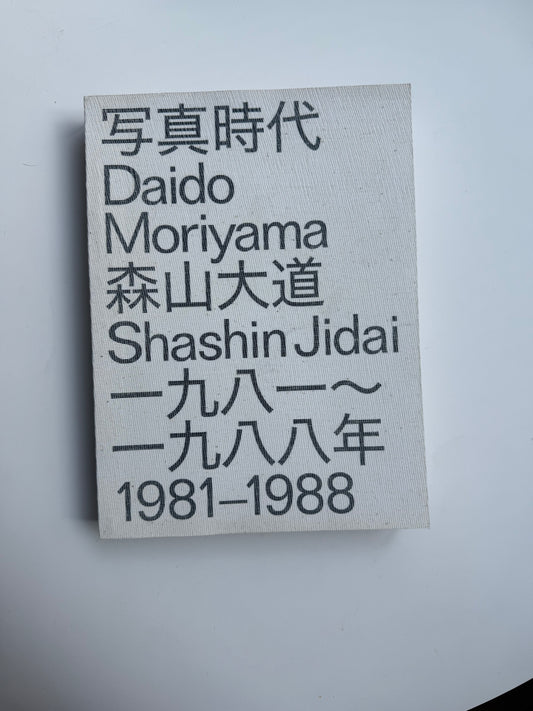 写真時代
Daido
Moriyama
森山大道
Shashin Jidai
一九八一〜
一九八八年
1981–1988